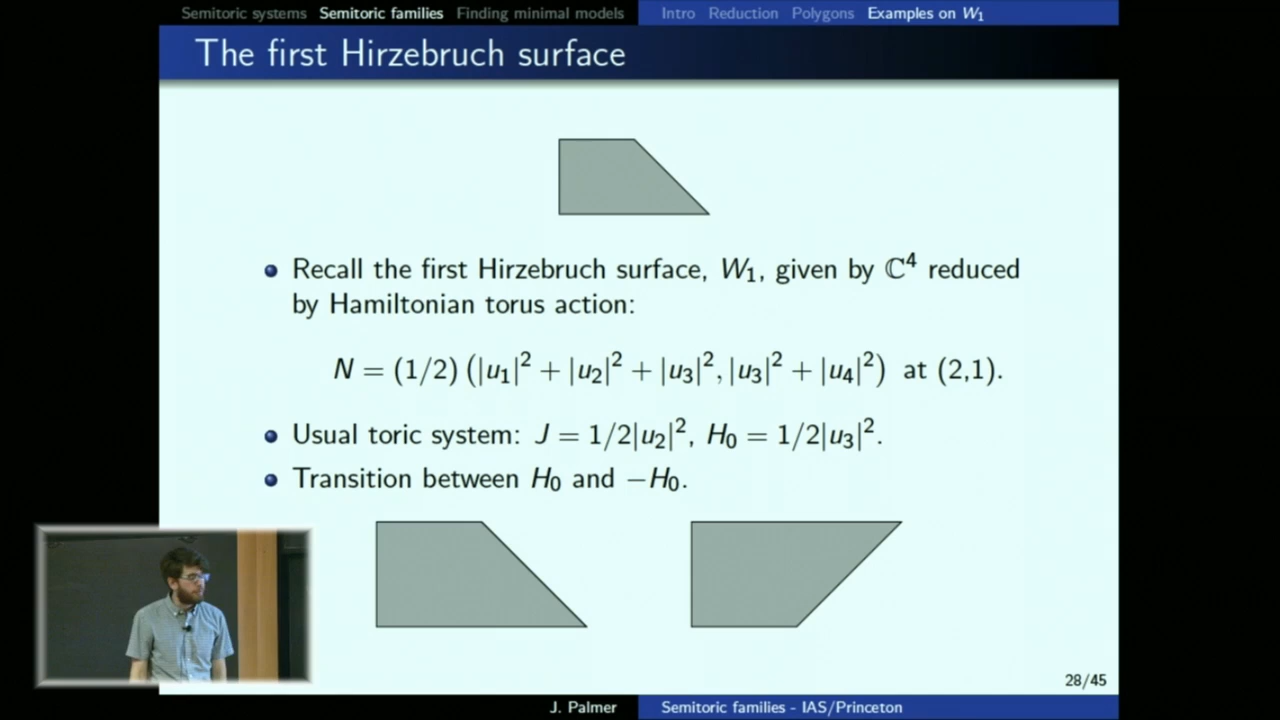 Semitoric systems Semitoric families Finding minimal models Intro Reduction Polygons Examples on W₁
The first Hirzebruch surface
Recall the first Hirzebruch surface, W₁, given by ℂ⁴ reduced
by Hamiltonian torus action:
N = (1/2) (|u₁|² + |u₂|² + |u₃|², |u₃|² + |u₄|²) at (2,1).
Usual toric system: J = 1/2|u₂|², H₀ = 1/2|u₃|².
Transition between H₀ and −H₀.
28/45
J. Palmer Semitoric families - IAS/Princeton